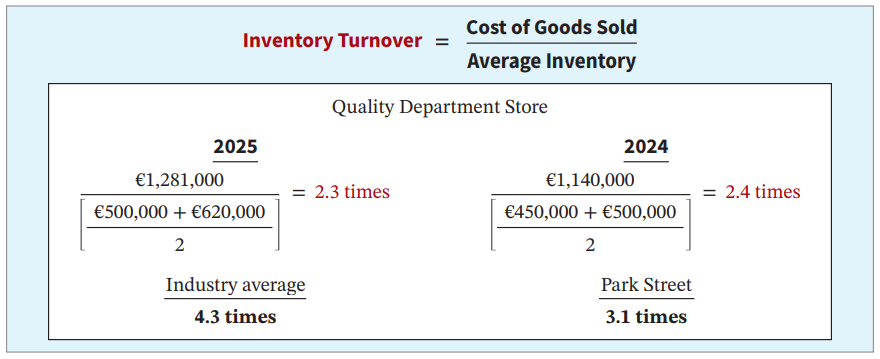 Inventory Turnover = Cost of Goods Sold
Average Inventory
Quality Department Store
2025
€1,281,000
€500,000 + €620,000
2
= 2.3 times
2024
€1,140,000
€450,000 + €500,000
2
= 2.4 times
Industry average
4.3 times
Park Street
3.1 times